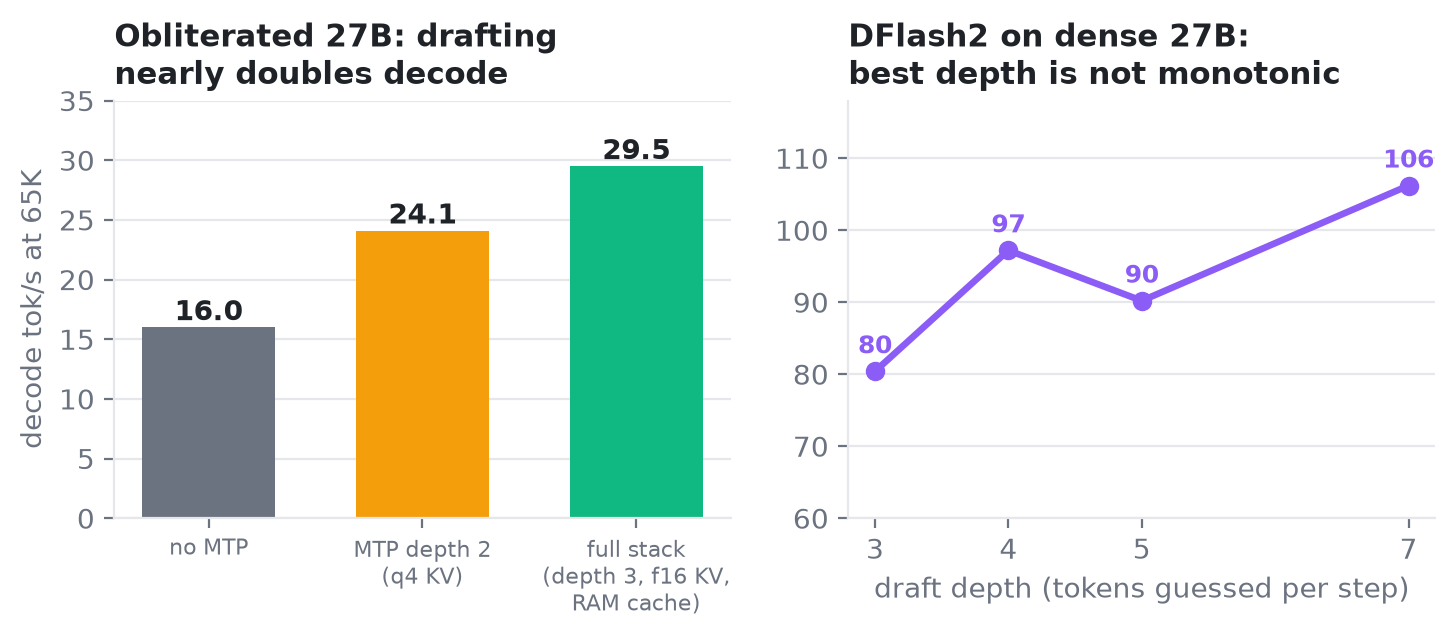 Obliterated 27B: drafting
nearly doubles decode
decode tok/s at 65K
35
30
25
20
15
10
5
0
16.0
24.1
29.5
no MTP
MTP depth 2
(q4 KV)
full stack
(depth 3, f16 KV,
RAM cache)
DFlash2 on dense 27B:
best depth is not monotonic
110
100
90
80
70
60
80
97
90
106
3
4
5
7
draft depth (tokens guessed per step)